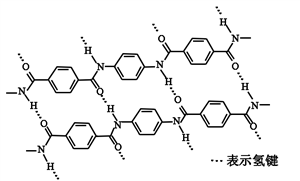 H
O N
H
N N
O H O
H
N O N
H H O
O N N O
N O H
H
··· 表示氢键